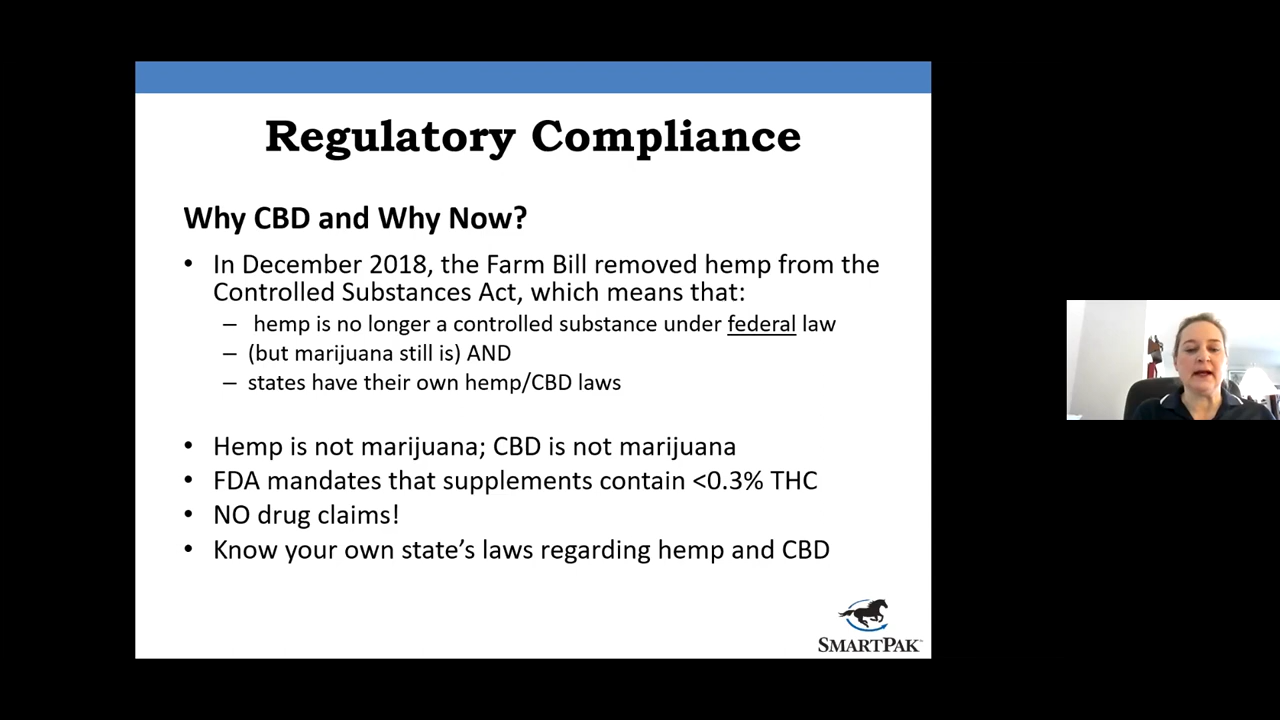 Regulatory Compliance
Why CBD and Why Now?
• In December 2018, the Farm Bill removed hemp from the
Controlled Substances Act, which means that:
– hemp is no longer a controlled substance under federal law
– (but marijuana still is) AND
– states have their own hemp/CBD laws
• Hemp is not marijuana; CBD is not marijuana
• FDA mandates that supplements contain <0.3% THC
• NO drug claims!
• Know your own state’s laws regarding hemp and CBD
SMARTPAK